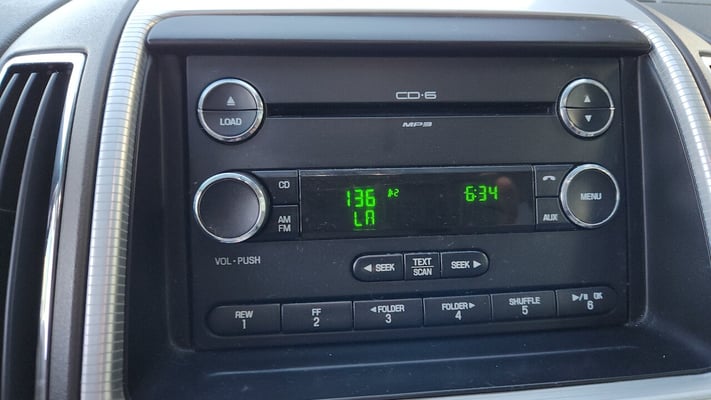 CD·6
LOAD
MP3
CD
136 6:34
MENU
LA
AM
FM
AUX
VOL·PUSH
◄ SEEK TEXT SCAN SEEK ►
REW 1
FF 2
◄ FOLDER 3
FOLDER ► 4
SHUFFLE 5
►/II OK 6